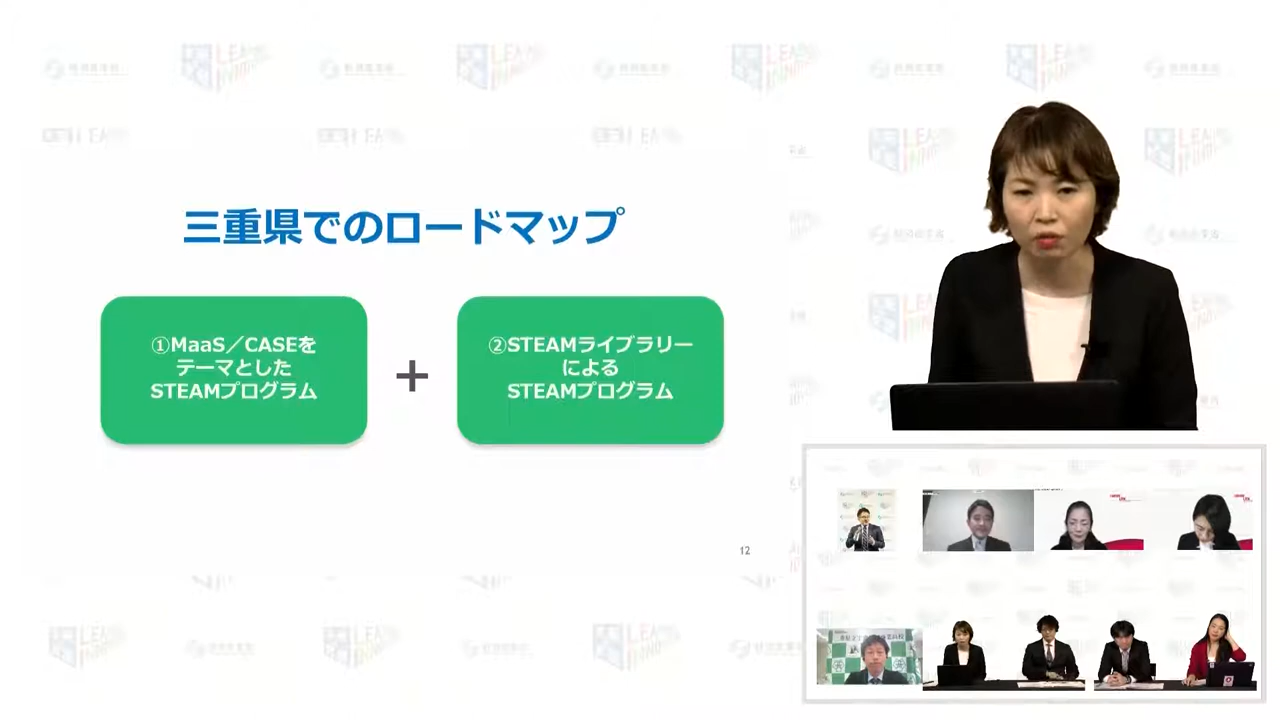 三重県でのロードマップ
①MaaS／CASEを
テーマとした
STEAMプログラム
+
②STEAMライブラリー
による
STEAMプログラム
12